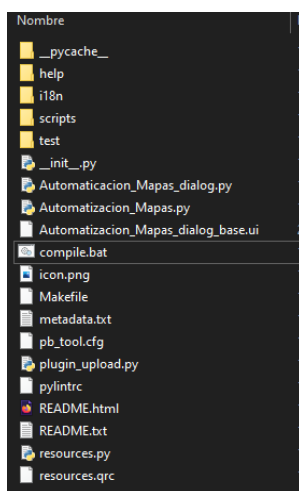 Nombre
__pycache__
help
i18n
scripts
test
__init__.py
Automaticacion_Mapas_dialog.py
Automatizacion_Mapas.py
Automatizacion_Mapas_dialog_base.ui
compile.bat
icon.png
Makefile
metadata.txt
pb_tool.cfg
plugin_upload.py
pylintrc
README.html
README.txt
resources.py
resources.qrc